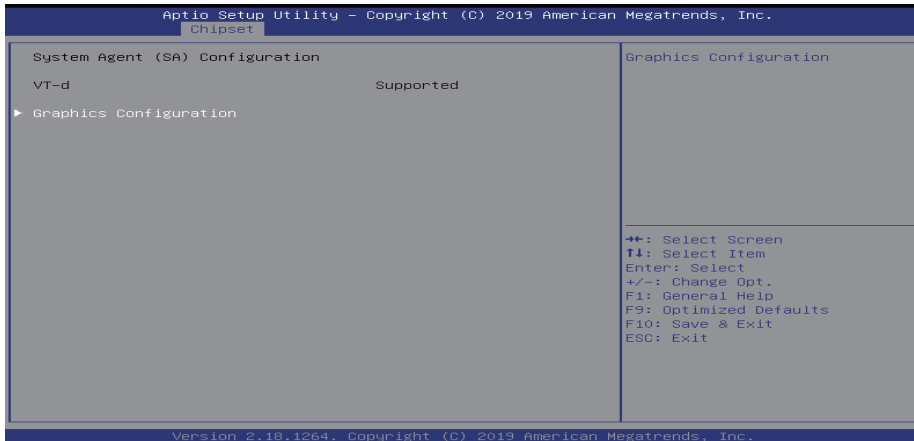 Aptio Setup Utility – Copyright (C) 2019 American Megatrends, Inc.
Chipset
System Agent (SA) Configuration
VT-d Supported
► Graphics Configuration
Graphics Configuration
→←: Select Screen
↑↓: Select Item
Enter: Select
+/-: Change Opt.
F1: General Help
F9: Optimized Defaults
F10: Save & Exit
ESC: Exit
Version 2.18.1264. Copyright (C) 2019 American Megatrends, Inc.